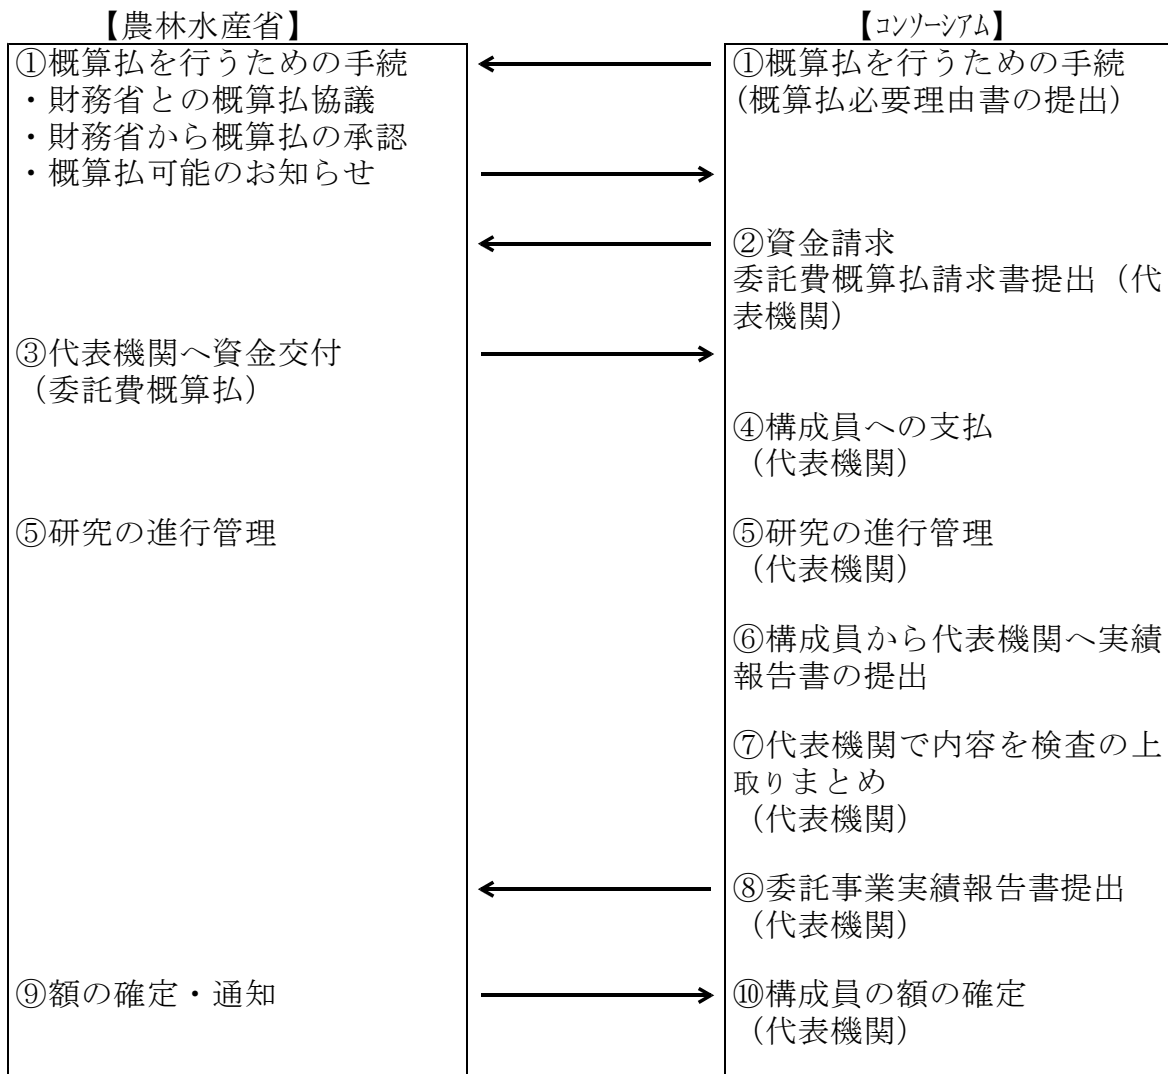 【農林水産省】
【コンソーシアム】
①概算払を行うための手続
・財務省との概算払協議
・財務省から概算払の承認
・概算払可能のお知らせ
①概算払を行うための手続
(概算払必要理由書の提出)
②資金請求
委託費概算払請求書提出（代
表機関）
③代表機関へ資金交付
（委託費概算払）
④構成員への支払
（代表機関）
⑤研究の進行管理
⑤研究の進行管理
（代表機関）
⑥構成員から代表機関へ実績
報告書の提出
⑦代表機関で内容を検査の上
取りまとめ
（代表機関）
⑧委託事業実績報告書提出
（代表機関）
⑨額の確定・通知
⑩構成員の額の確定
（代表機関）